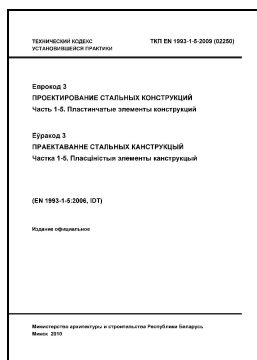 ТЕХНИЧЕСКИЙ КОДЕКС
УСТАНОВИВШЕЙСЯ ПРАКТИКИ
ТКП EN 1993-1-5-2009 (02250)
Еврокод 3
ПРОЕКТИРОВАНИЕ СТАЛЬНЫХ КОНСТРУКЦИЙ
Часть 1-5. Пластинчатые элементы конструкций
Еўракод 3
ПРАЕКТАВАННЕ СТАЛЬНЫХ КАНСТРУКЦЫЙ
Частка 1-5. Пласціністыя элементы канструкцый
(EN 1993-1-5:2006, IDT)
Издание официальное
Министерство архитектуры и строительства Республики Беларусь
Минск 2010